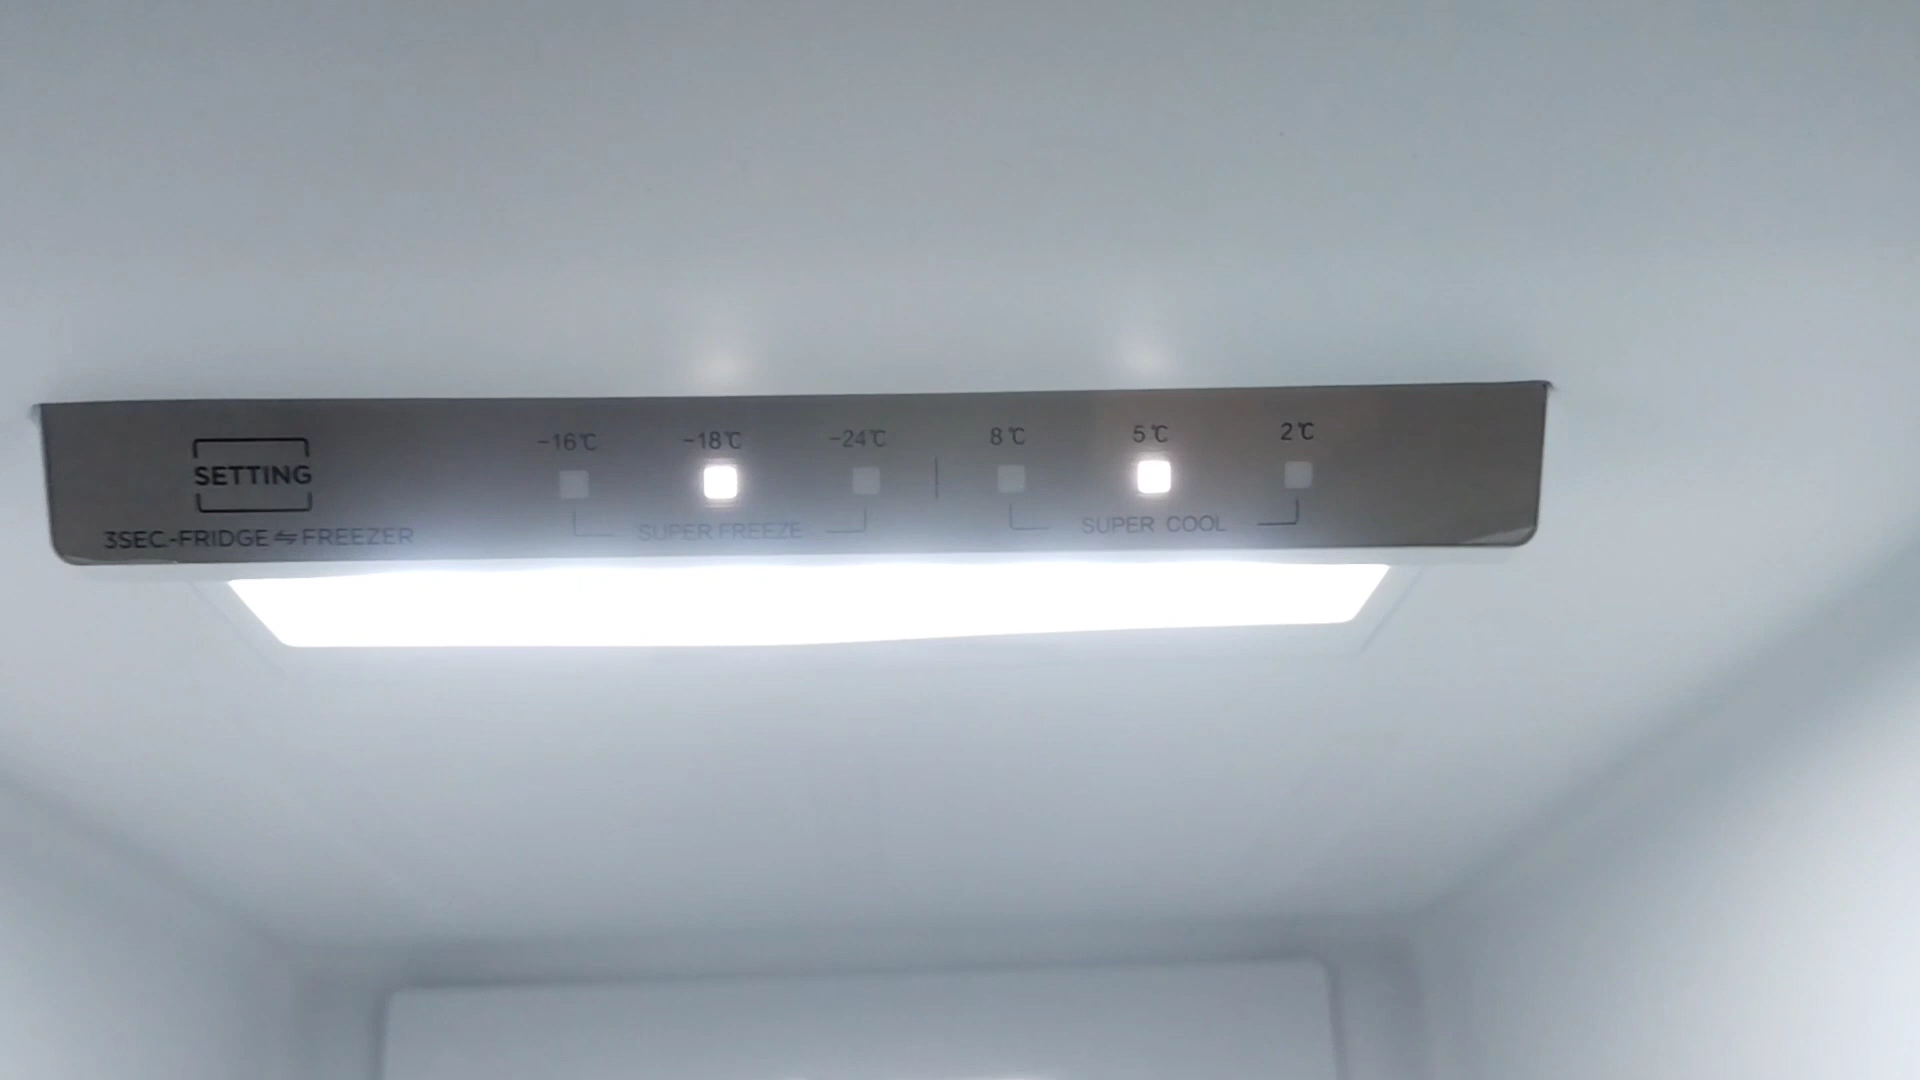 -16℃ -18℃ -24℃ 8℃ 5℃ 2℃
SETTING
SUPER FREEZE SUPER COOL
3SEC.-FRIDGE⇋FREEZER